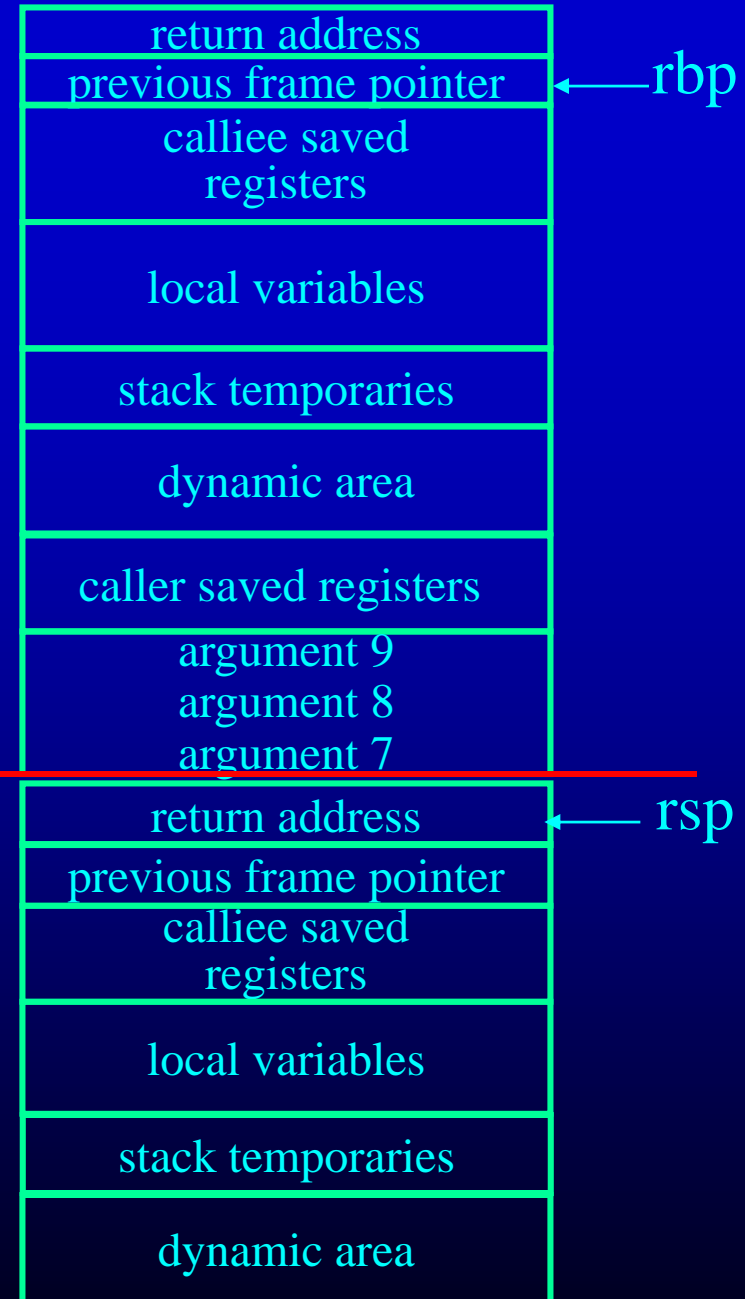 return address
previous frame pointer
rbp
calliee saved
registers
local variables
stack temporaries
dynamic area
caller saved registers
argument 9
argument 8
argument 7
return address
rsp
previous frame pointer
calliee saved
registers
local variables
stack temporaries
dynamic area